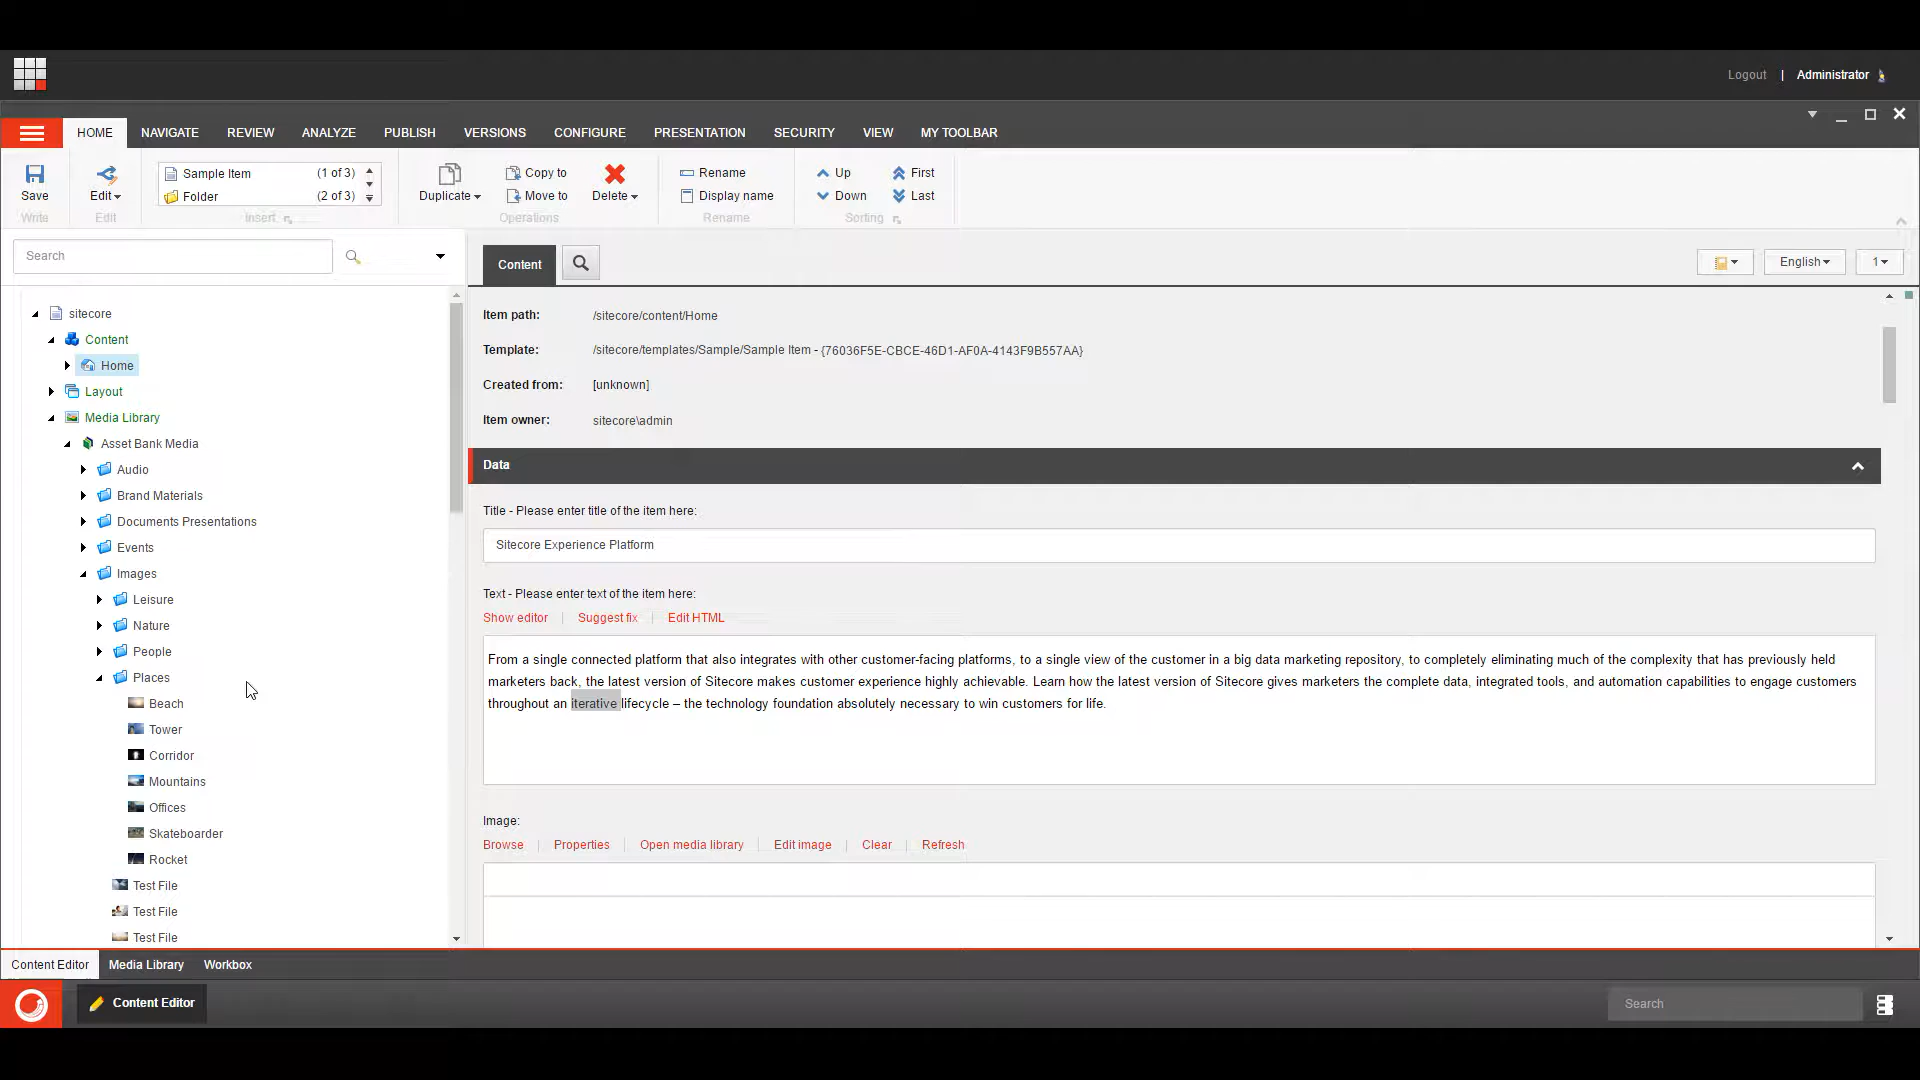 Logout | Administrator
HOME NAVIGATE REVIEW ANALYZE PUBLISH VERSIONS CONFIGURE PRESENTATION SECURITY VIEW MY TOOLBAR
Save
Write
Edit
Edit
Sample Item (1 of 3)
Folder (2 of 3)
Insert
Duplicate
Copy to
Move to
Delete
Operations
Rename
Display name
Rename
Up
Down
First
Last
Sorting
Search
sitecore
Content
Home
Layout
Media Library
Asset Bank Media
Audio
Brand Materials
Documents Presentations
Events
Images
Leisure
Nature
People
Places
Beach
Tower
Corridor
Mountains
Offices
Skateboarder
Rocket
Test File
Test File
Test File
Content
English
1
Item path: /sitecore/content/Home
Template: /sitecore/templates/Sample/Sample Item - {76036F5E-CBCE-46D1-AF0A-4143F9B557AA}
Created from: [unknown]
Item owner: sitecore\admin
Data
Title - Please enter title of the item here:
Sitecore Experience Platform
Text - Please enter text of the item here:
Show editor | Suggest fix | Edit HTML
From a single connected platform that also integrates with other customer-facing platforms, to a single view of the customer in a big data marketing repository, to completely eliminating much of the complexity that has previously held
marketers back, the latest version of Sitecore makes customer experience highly achievable. Learn how the latest version of Sitecore gives marketers the complete data, integrated tools, and automation capabilities to engage customers
throughout an iterative lifecycle – the technology foundation absolutely necessary to win customers for life.
Image:
Browse | Properties | Open media library | Edit image | Clear | Refresh
Content Editor Media Library Workbox
Content Editor
Search